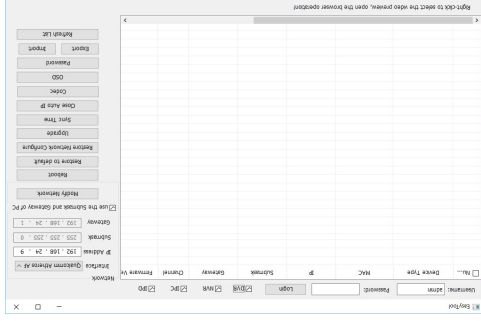 EasyTool
Username: admin Password: Login DVR NVR IPC IPD
Nu... Device Type MAC IP Submask Gateway Channel Firmware Ve
Network
Interface Qualcomm Atheros AF
IP Address 192 . 168 . 24 . 9
Submask 255 . 255 . 255 . 0
Gateway 192 . 168 . 24 . 1
use the Submask and Gateway of PC
Modify Network
Reboot
Restore to default
Restore Network Configure
Upgrade
Sync Time
Close Auto IP
Codec
OSD
Password
Export Import
Refresh List
Right-click to select the video preview, open the browser operation!